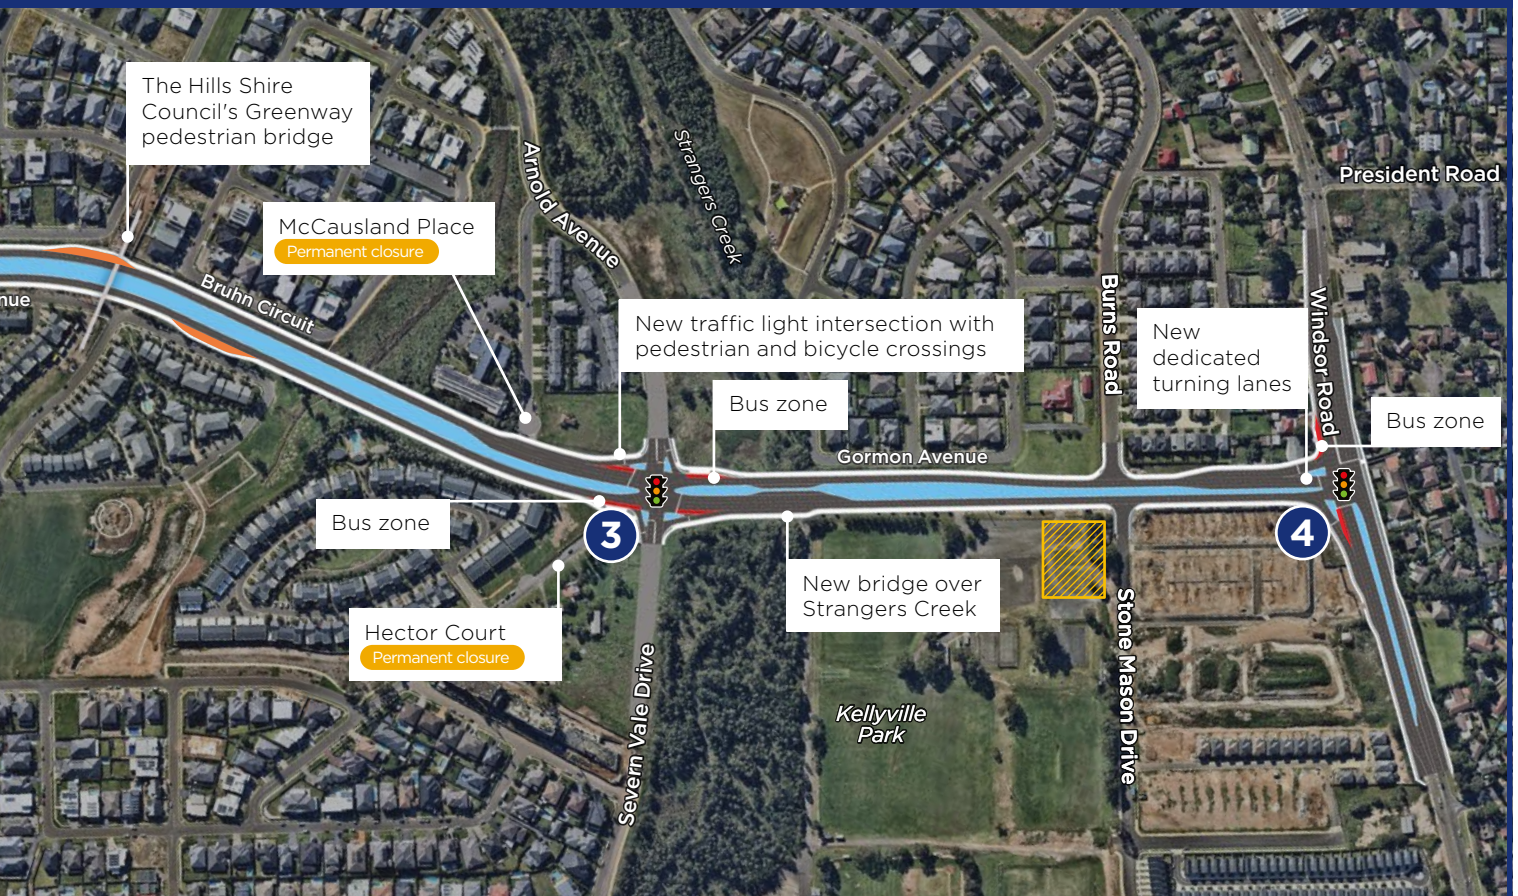 The Hills Shire
Council's Greenway
pedestrian bridge
McCausland Place
Permanent closure
Arnold Avenue
Strangers Creek
President Road
nue
Bruhn Circuit
New traffic light intersection with
pedestrian and bicycle crossings
Burns Road
New
dedicated
turning lanes
Windsor Road
Bus zone
Bus zone
Gormon Avenue
Bus zone
3
4
New bridge over
Strangers Creek
Hector Court
Permanent closure
Severn Vale Drive
Stone Mason Drive
Kellyville
Park